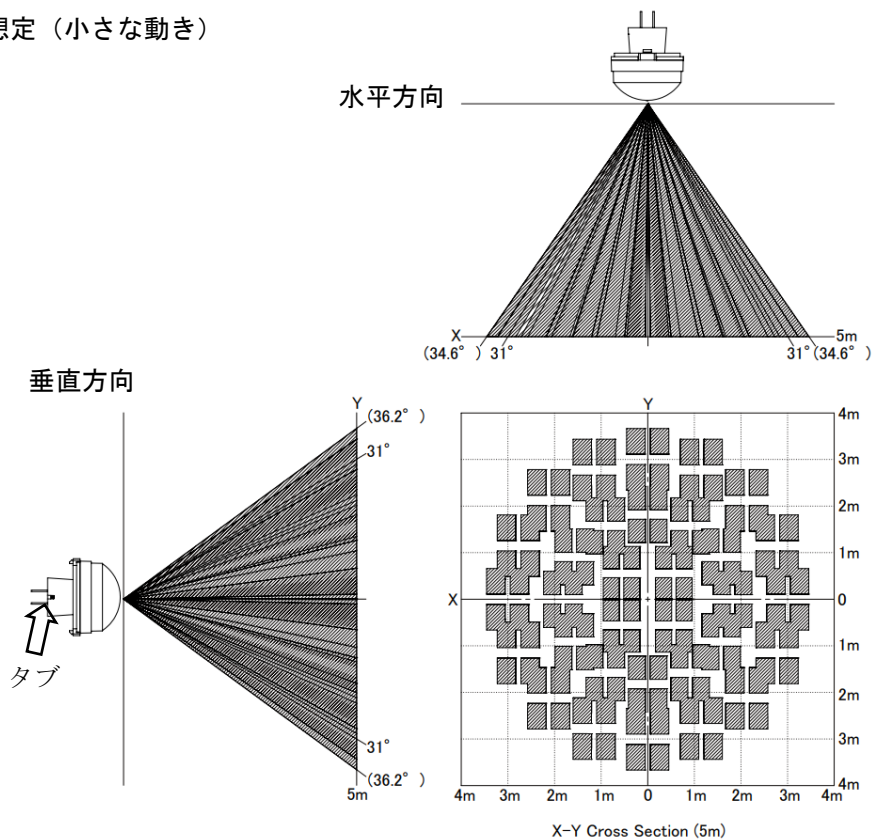 想定（小さな動き）
水平方向
X
5m
(34.6°) 31°
31° (34.6°)
垂直方向
Y
(36.2°)
31°
タブ
31°
(36.2°)
5m
Y
4m
3m
2m
1m
X
0
1m
2m
3m
4m
4m 3m 2m 1m 0 1m 2m 3m 4m
X-Y Cross Section (5m)